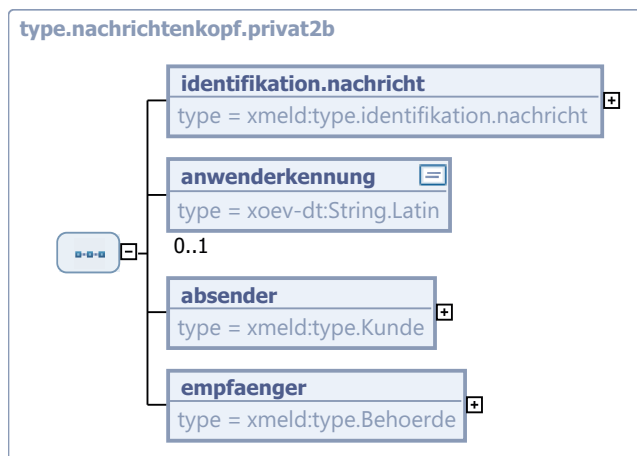 type.nachrichtenkopf.privat2b
identifikation.nachricht
type = xmeld:type.identifikation.nachricht
anwenderkennung
type = xoev-dt:String.Latin
0..1
absender
type = xmeld:type.Kunde
empfaenger
type = xmeld:type.Behoerde